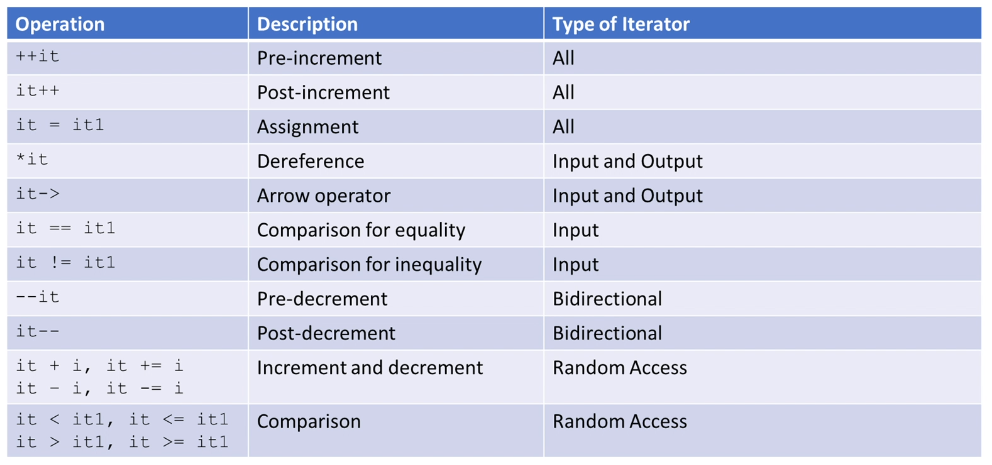 Operation Description Type of Iterator
++it Pre-increment All
it++ Post-increment All
it = it1 Assignment All
*it Dereference Input and Output
it-> Arrow operator Input and Output
it == it1 Comparison for equality Input
it != it1 Comparison for inequality Input
--it Pre-decrement Bidirectional
it-- Post-decrement Bidirectional
it + i, it += i Increment and decrement Random Access
it – i, it -= i
it < it1, it <= it1 Comparison Random Access
it > it1, it >= it1